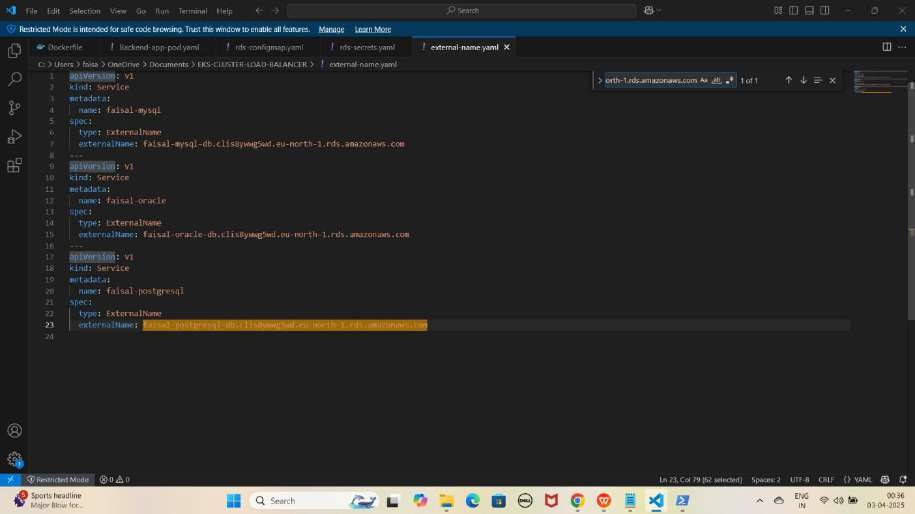 File Edit Selection View Go Run Terminal Help
Search
Restricted Mode is intended for safe code browsing. Trust this window to enable all features. Manage Learn More
Dockerfile
Backend-app-pod.yaml
rds-configmap.yaml
rds-secrets.yaml
external-name.yaml
C: > Users > faisa > OneDrive > Documents > EKS-CLUSTER-LOAD-BALANCER > ! external-name.yaml
orth-1.rds.amazonaws.com Aa ab .* 1 of 1
1 apiVersion: v1
2 kind: Service
3 metadata:
4 name: faisal-mysql
5 spec:
6 type: ExternalName
7 externalName: faisal-mysql-db.clis8ywwg5wd.eu-north-1.rds.amazonaws.com
8 ---
9 apiVersion: v1
10 kind: Service
11 metadata:
12 name: faisal-oracle
13 spec:
14 type: ExternalName
15 externalName: faisal-oracle-db.clis8ywwg5wd.eu-north-1.rds.amazonaws.com
16 ---
17 apiVersion: v1
18 kind: Service
19 metadata:
20 name: faisal-postgresql
21 spec:
22 type: ExternalName
23 externalName: faisal-postgresql-db.clis8ywwg5wd.eu-north-1.rds.amazonaws.com
24
1
Restricted Mode 0 0 Ln 23, Col 79 (62 selected) Spaces: 2 UTF-8 CRLF {} YAML
5
Sports headline
Major Blow for...
Search
DELL
ENG
IN
00:36
03-04-2025